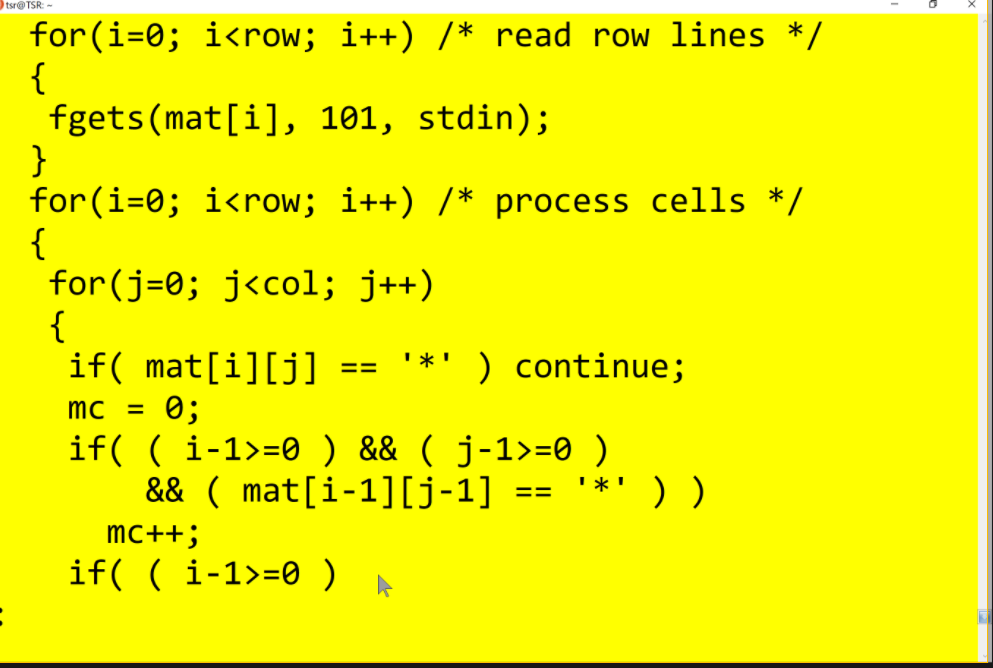 tsr@TSR: ~
for(i=0; i<row; i++) /* read row lines */
{
fgets(mat[i], 101, stdin);
}
for(i=0; i<row; i++) /* process cells */
{
for(j=0; j<col; j++)
{
if( mat[i][j] == '*' ) continue;
mc = 0;
if( ( i-1>=0 ) && ( j-1>=0 )
&& ( mat[i-1][j-1] == '*' ) )
mc++;
if( ( i-1>=0 )
: